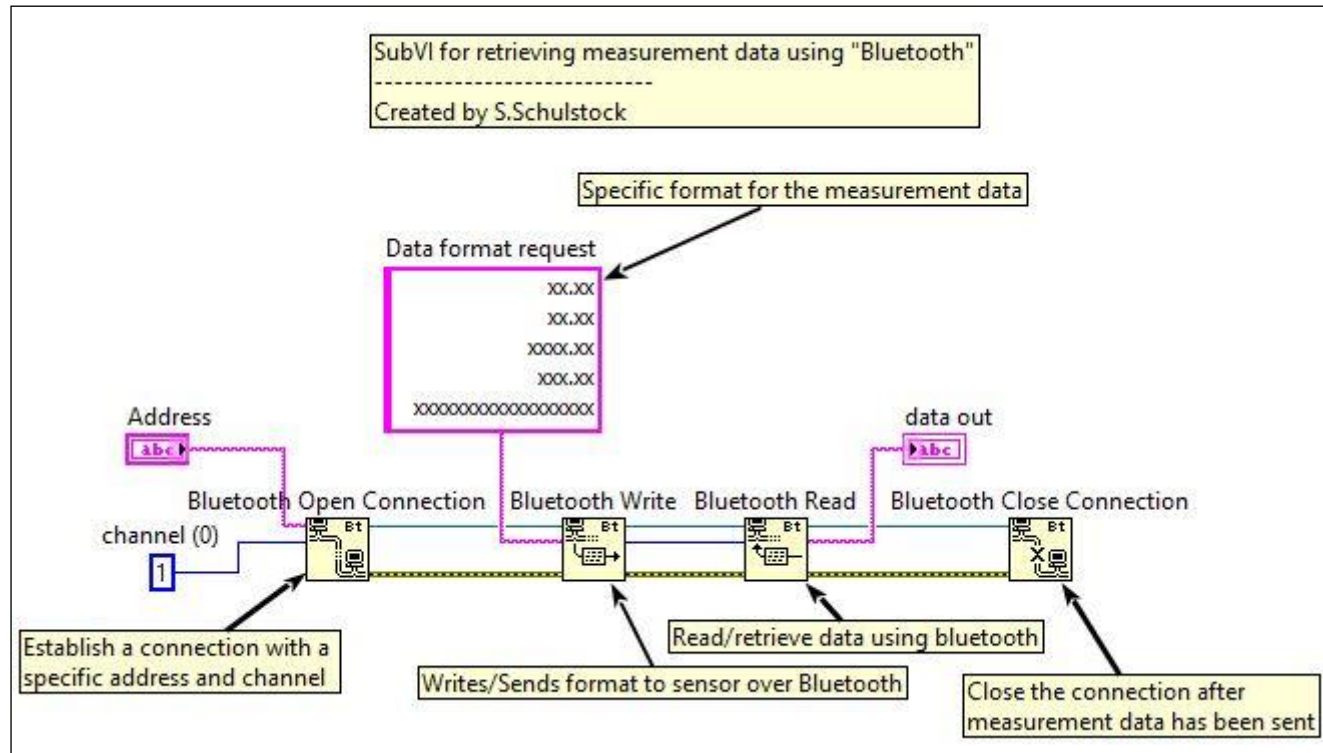 SubVI for retrieving measurement data using "Bluetooth"
----------------------------
Created by S.Schulstock
Specific format for the measurement data
Data format request
xx.xx
xx.xx
xxxx.xx
xxx.xx
xxxxxxxxxxxxxxxxxx
Address
abc
data out
abc
Bluetooth Open Connection
Bluetooth Write
Bluetooth Read
Bluetooth Close Connection
Bt
Bt
Bt
Bt
channel (0)
1
Establish a connection with a
specific address and channel
Writes/Sends format to sensor over Bluetooth
Read/retrieve data using bluetooth
Close the connection after
measurement data has been sent